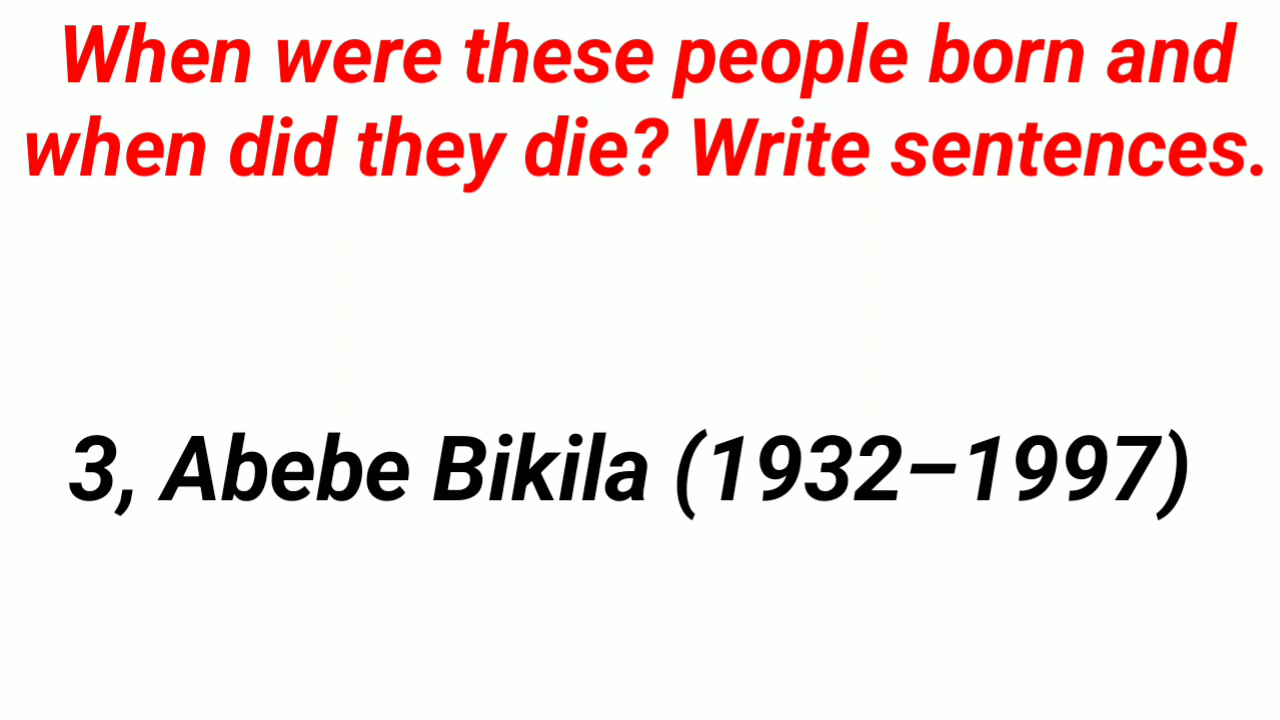 When were these people born and
when did they die? Write sentences.
3, Abebe Bikila (1932–1997)